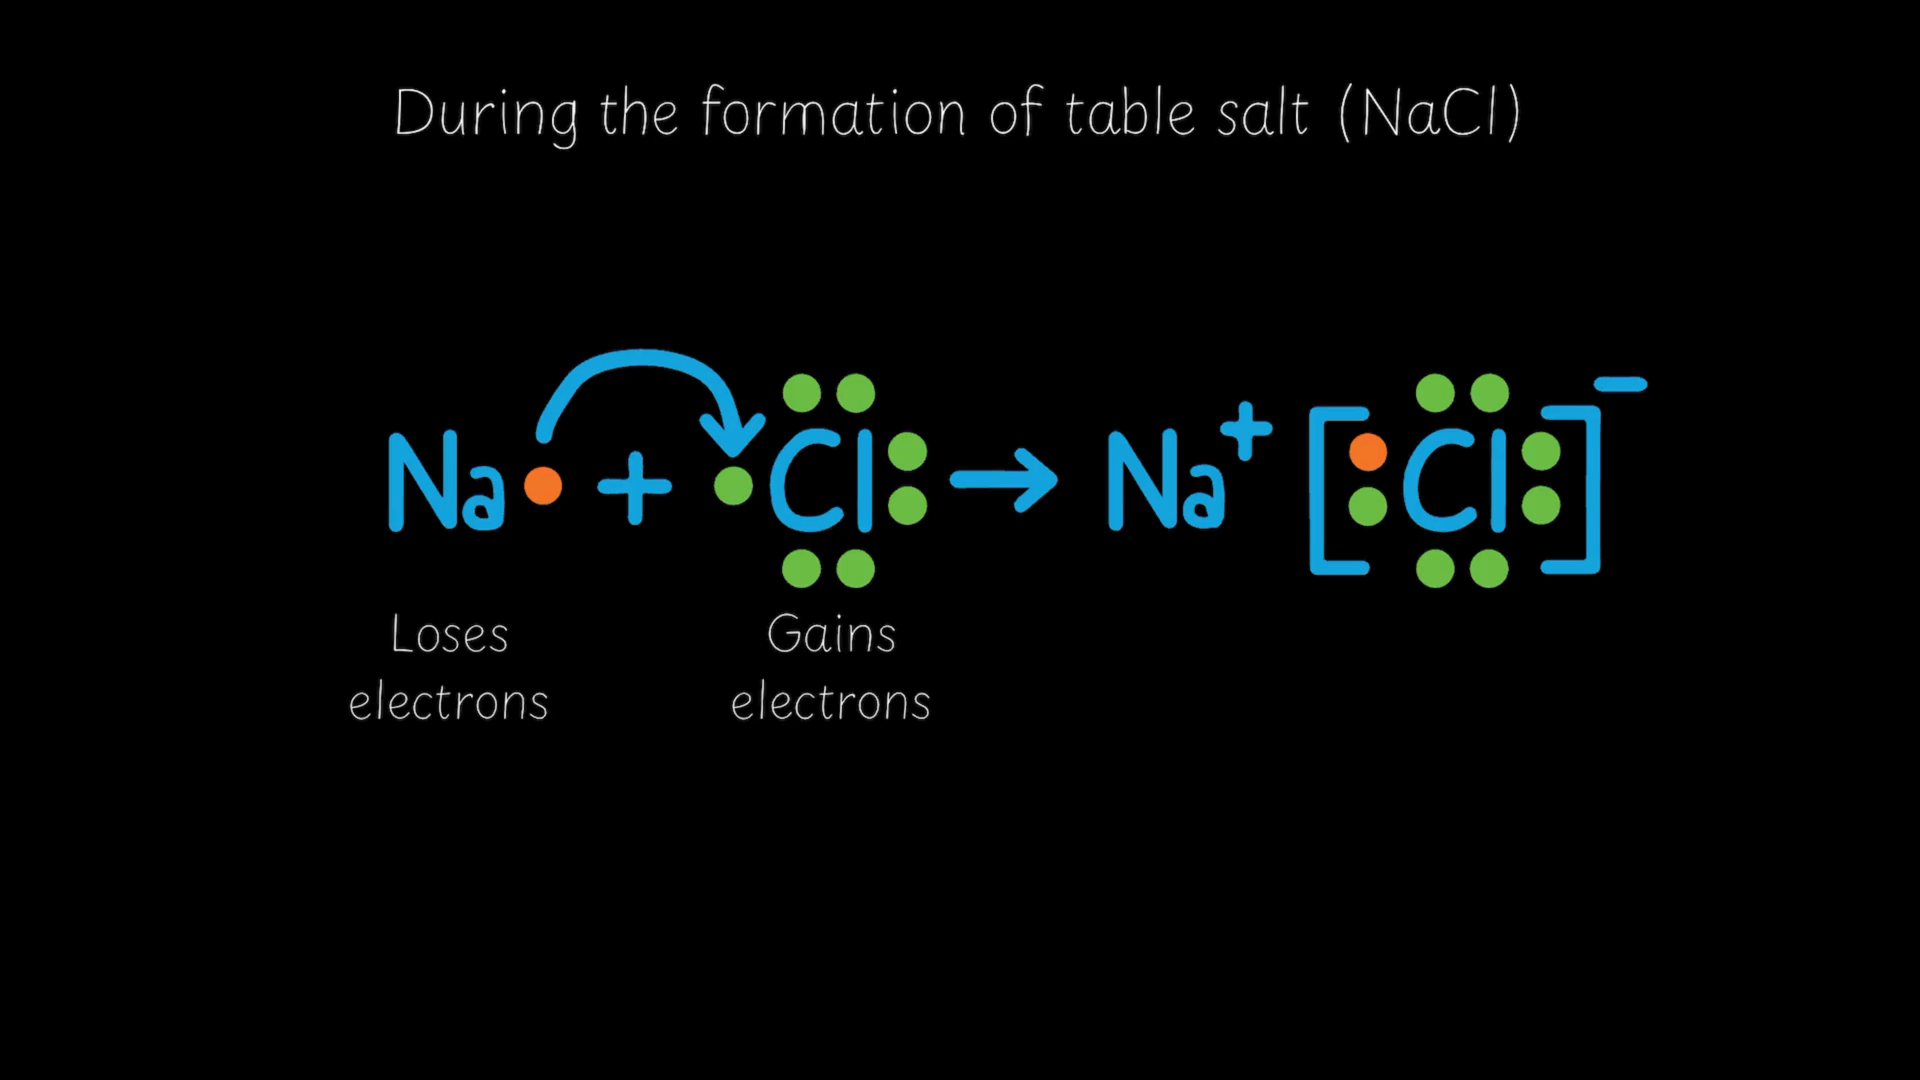 During the formation of table salt (NaCl)
Na + Cl → Na+ [Cl]−
Loses electrons
Gains electrons